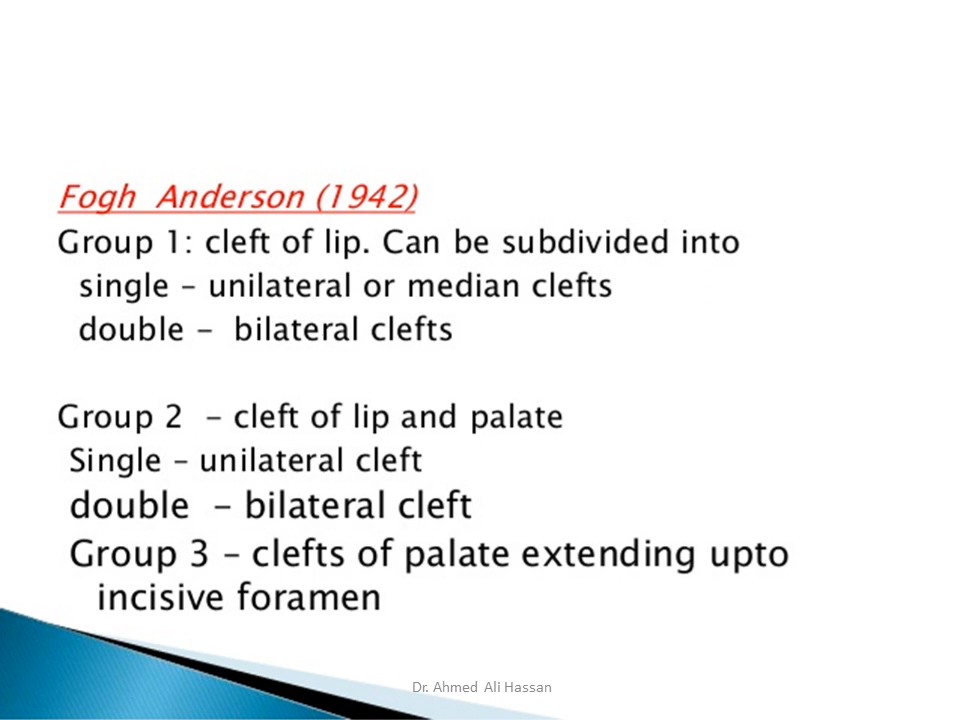 Fogh Anderson (1942)
Group 1: cleft of lip. Can be subdivided into
single – unilateral or median clefts
double – bilateral clefts
Group 2 – cleft of lip and palate
Single – unilateral cleft
double – bilateral cleft
Group 3 – clefts of palate extending upto
incisive foramen
Dr. Ahmed Ali Hassan